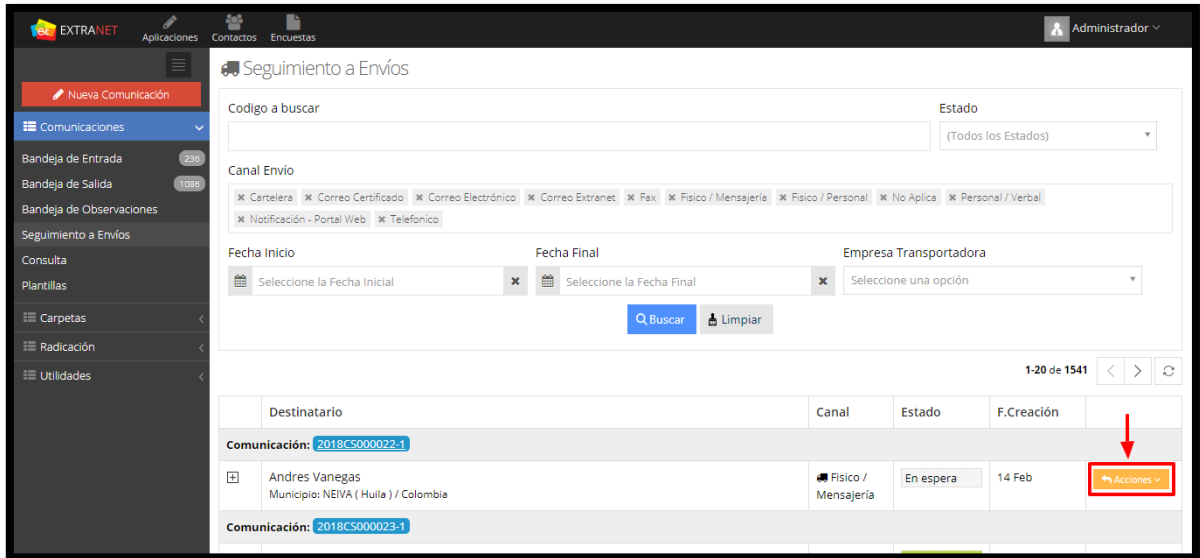 et EXTRANET
Aplicaciones Contactos Encuestas
Administrador
Nueva Comunicación
Comunicaciones
Bandeja de Entrada 236
Bandeja de Salida 1086
Bandeja de Observaciones
Seguimiento a Envíos
Consulta
Plantillas
Carpetas
Radicación
Utilidades
Seguimiento a Envíos
Codigo a buscar Estado
(Todos los Estados)
Canal Envío
Cartelera Correo Certificado Correo Electrónico Correo Extranet Fax Fisico / Mensajería Fisico / Personal No Aplica Personal / Verbal
Notificación - Portal Web Telefonico
Fecha Inicio Fecha Final Empresa Transportadora
Seleccione la Fecha Inicial Seleccione la Fecha Final Seleccione una opción
Buscar Limpiar
1-20 de 1541
Destinatario Canal Estado F.Creación
Comunicación: 2018CS000022-1
Andres Vanegas Fisico / En espera 14 Feb Acciones
Municipio: NEIVA ( Huila ) / Colombia Mensajería
Comunicación: 2018CS000023-1